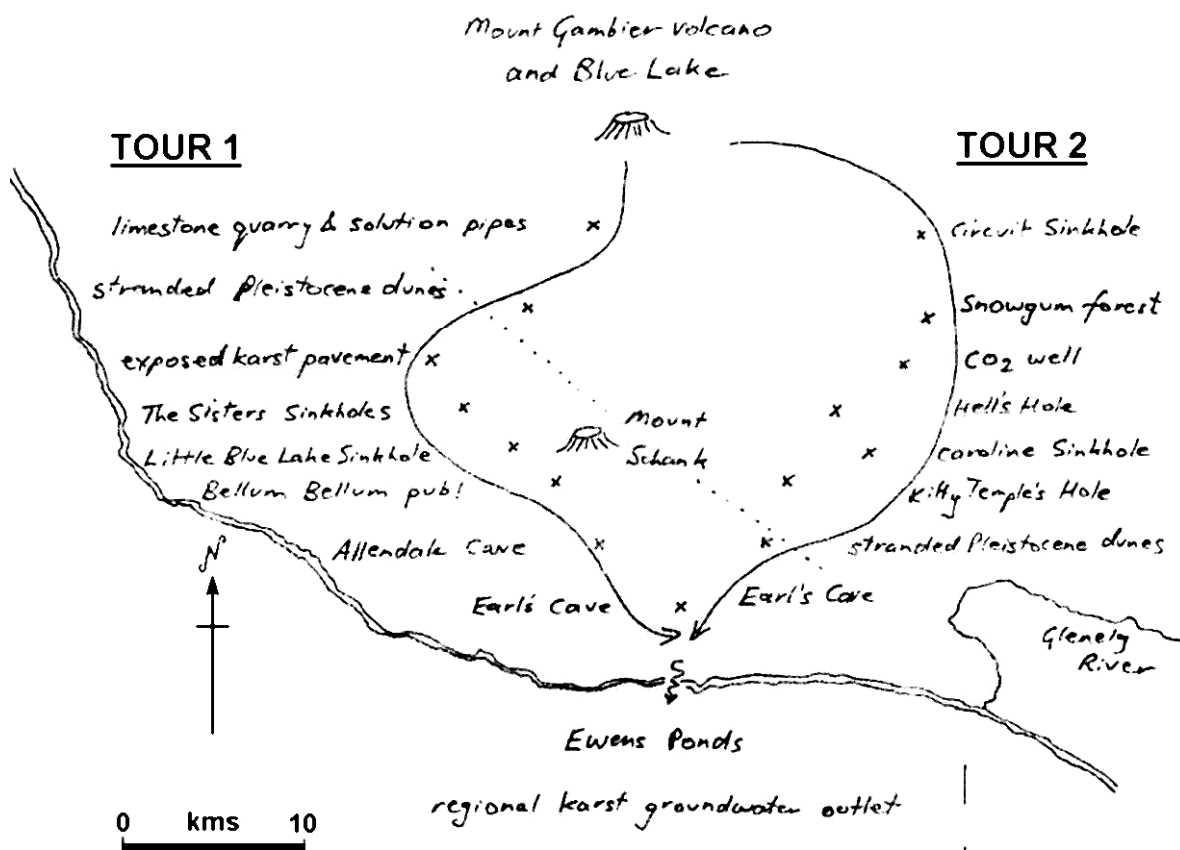 Mount Gambier volcano
and Blue Lake
TOUR 1
limestone quarry & solution pipes
stranded Pleistocene dunes
exposed karst pavement
The Sisters Sinkholes
Little Blue Lake Sinkhole
Bellum Bellum pub!
Allendale Cave
Earl's Cave
Mount
Schank
TOUR 2
Circuit Sinkhole
Snowgum forest
CO2 well
Hell's Hole
Caroline Sinkhole
Kitty Temple's Hole
stranded Pleistocene dunes
Earl's Cave
Glenelg
River
N
Ewens Ponds
regional karst groundwater outlet
0 kms 10